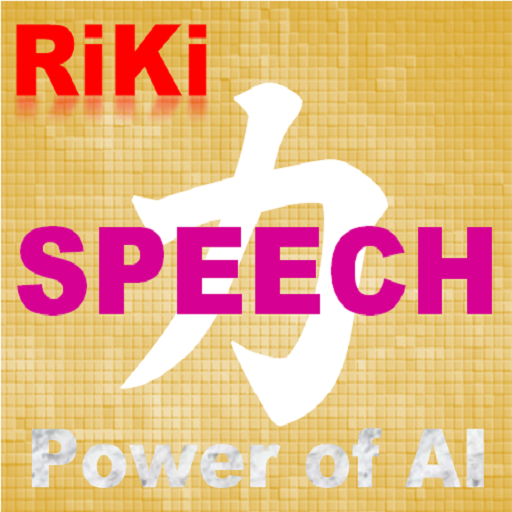 RiKi
力
SPEECH
Power of AI